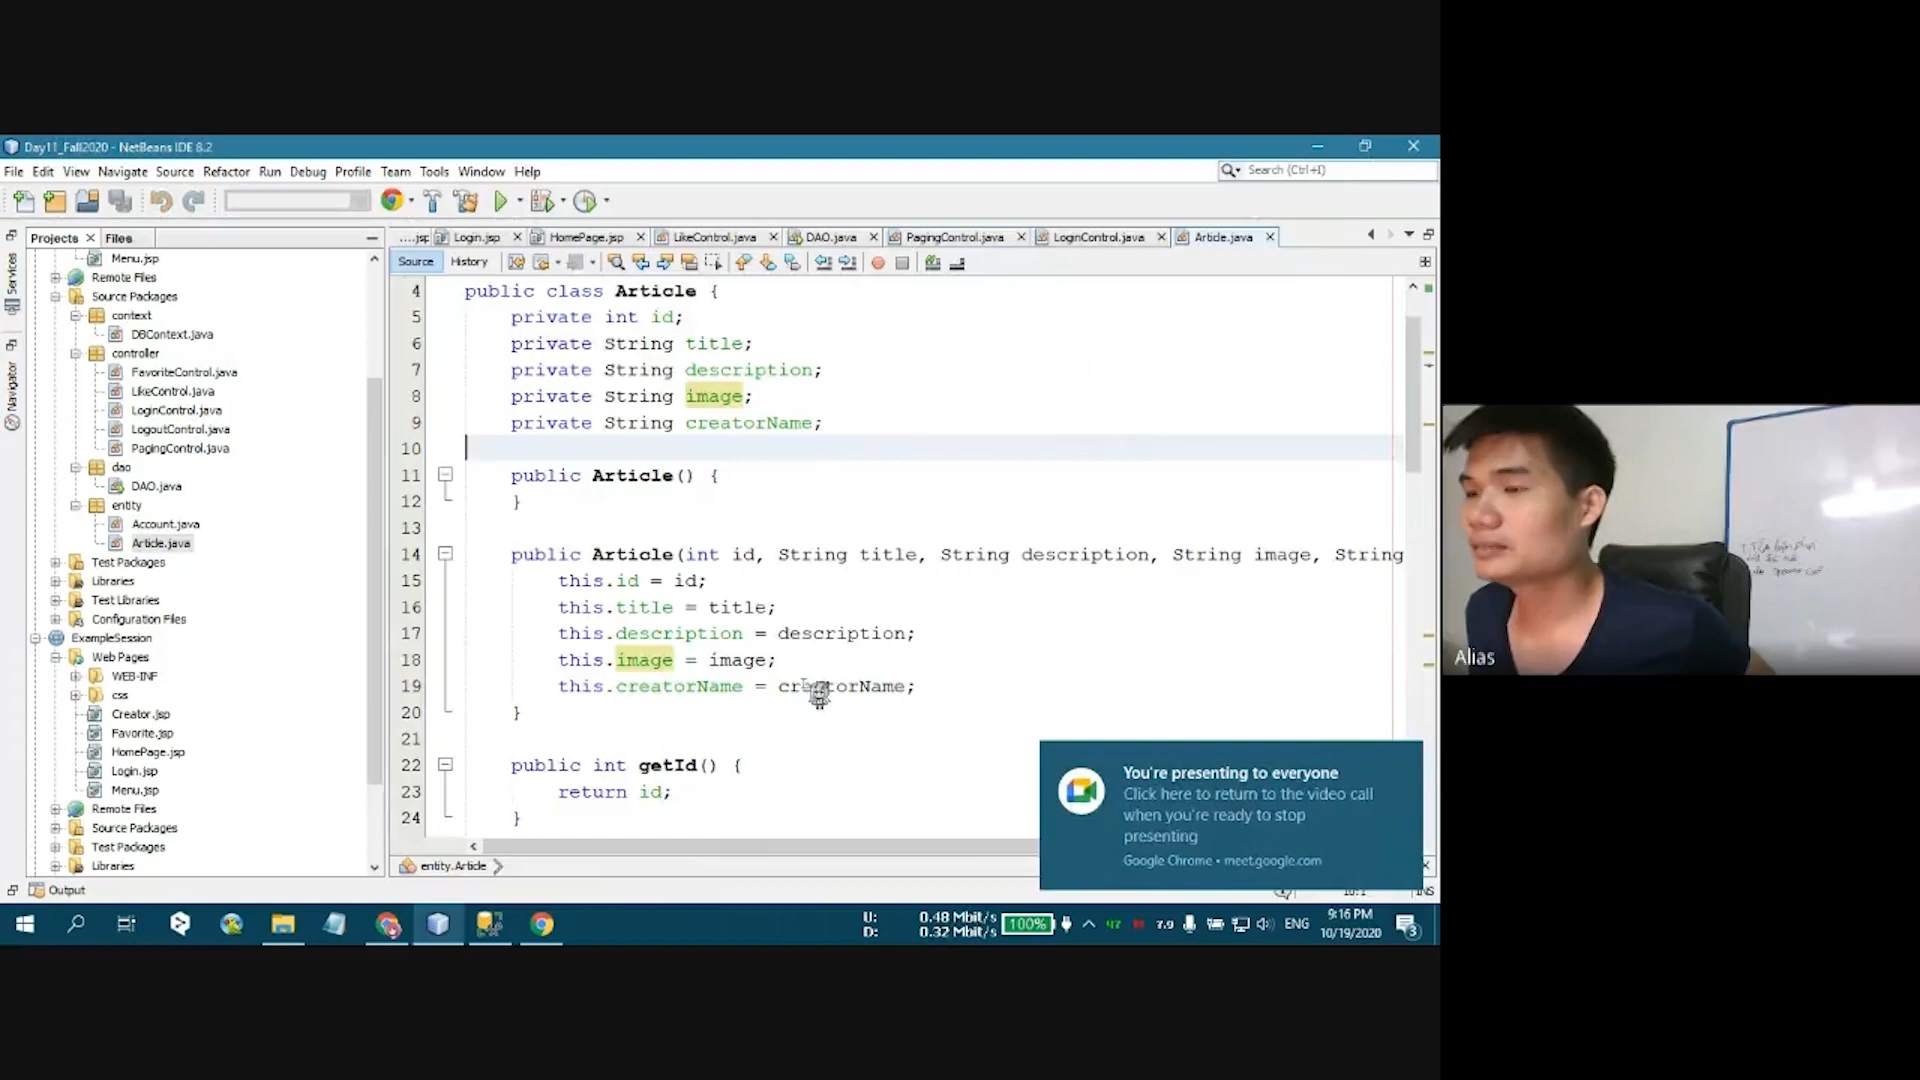 Day11_Fall2020 - NetBeans IDE 8.2
File Edit View Navigate Source Refactor Run Debug Profile Team Tools Window Help
Search (Ctrl+I)
Projects
Files
....jsp
Login.jsp
HomePage.jsp
LikeControl.java
DAO.java
PagingControl.java
LoginControl.java
Article.java
Source
History
Services
Navigator
Menu.jsp
Remote Files
Source Packages
context
DBContext.java
controller
FavoriteControl.java
LikeControl.java
LoginControl.java
LogoutControl.java
PagingControl.java
dao
DAO.java
entity
Account.java
Article.java
Test Packages
Libraries
Test Libraries
Configuration Files
ExampleSession
Web Pages
WEB-INF
css
Creator.jsp
Favorite.jsp
HomePage.jsp
Login.jsp
Menu.jsp
Remote Files
Source Packages
Test Packages
Libraries
4 public class Article {
5 private int id;
6 private String title;
7 private String description;
8 private String image;
9 private String creatorName;
10
11 public Article() {
12 }
13
14 public Article(int id, String title, String description, String image, String
15 this.id = id;
16 this.title = title;
17 this.description = description;
18 this.image = image;
19 this.creatorName = creatorName;
20 }
21
22 public int getId() {
23 return id;
24 }
entity.Article
Output
INS
You're presenting to everyone
Click here to return to the video call
when you're ready to stop
presenting
Google Chrome • meet.google.com
U: 0.48 Mbit/s
D: 0.32 Mbit/s
100%
47
7.9
ENG
9:16 PM
10/19/2020
3
Alias